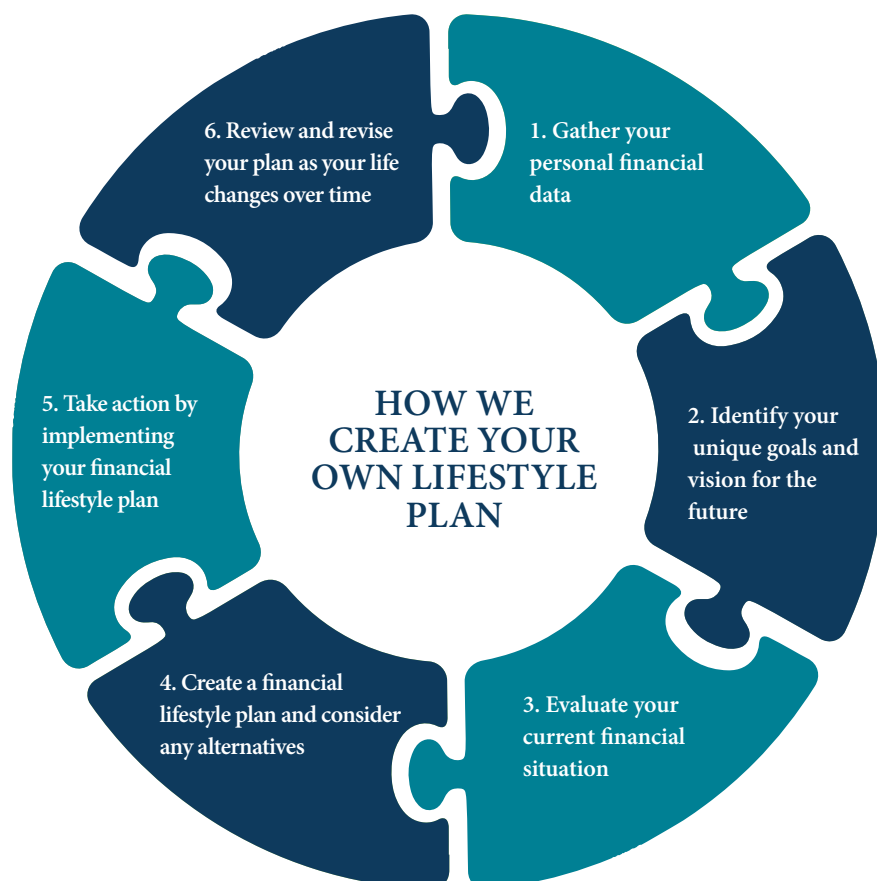 HOW WE
CREATE YOUR
OWN LIFESTYLE
PLAN
1. Gather your
personal financial
data
2. Identify your
unique goals and
vision for the
future
3. Evaluate your
current financial
situation
4. Create a financial
lifestyle plan and consider
any alternatives
5. Take action by
implementing
your financial
lifestyle plan
6. Review and revise
your plan as your life
changes over time